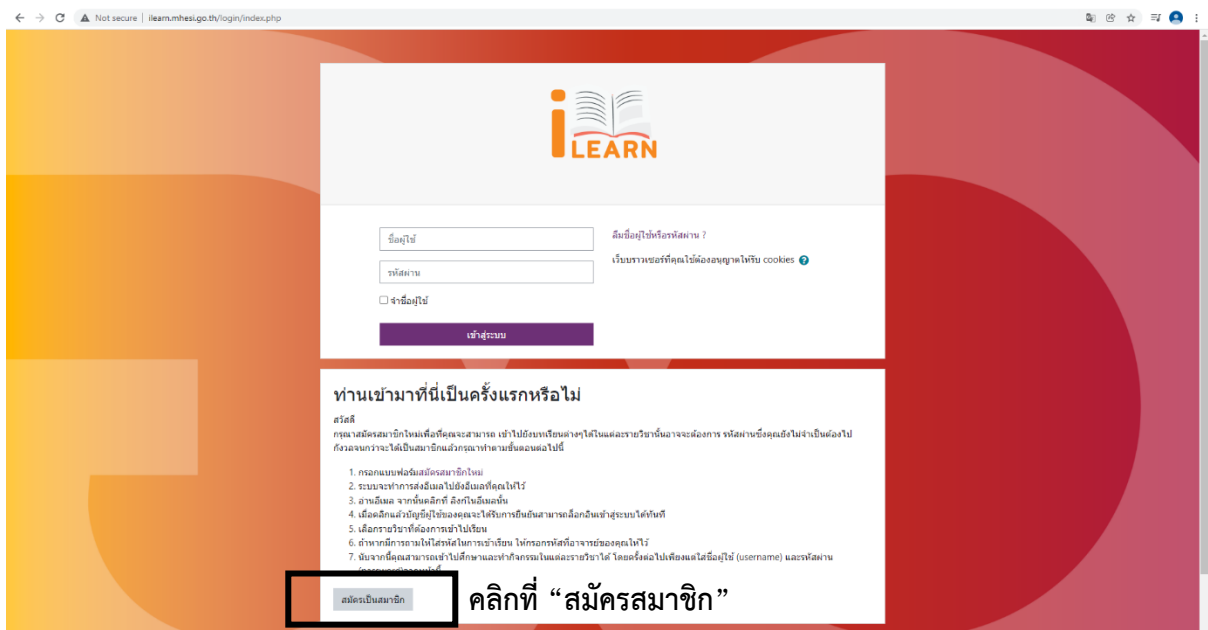 Not secure | ilearn.mhesi.go.th/login/index.php
iLEARN
ชื่อผู้ใช้
ลืมชื่อผู้ใช้หรือรหัสผ่าน ?
รหัสผ่าน
เว็บบราวเซอร์ที่คุณใช้ต้องอนุญาตให้รับ cookies
จำชื่อผู้ใช้
เข้าสู่ระบบ
ท่านเข้ามาที่นี่เป็นครั้งแรกหรือไม่
สวัสดี
กรุณาสมัครสมาชิกใหม่เพื่อที่คุณจะสามารถ เข้าไปยังบทเรียนต่างๆได้ในแต่ละรายวิชานั้นอาจจะต้องการ รหัสผ่านซึ่งคุณยังไม่จำเป็นต้องไป
กังวลจนกว่าจะได้เป็นสมาชิกแล้วกรุณาทำตามขั้นตอนต่อไปนี้
1. กรอกแบบฟอร์มสมัครสมาชิกใหม่
2. ระบบจะทำการส่งอีเมลไปยังอีเมลที่คุณให้ไว้
3. อ่านอีเมล จากนั้นคลิกที่ ลิงก์ในอีเมลนั้น
4. เมื่อคลิกแล้วบัญชีผู้ใช้ของคุณจะได้รับการยืนยันสามารถล็อกอินเข้าสู่ระบบได้ทันที
5. เลือกรายวิชาที่ต้องการเข้าไปเรียน
6. ถ้าหากมีการถามให้ใส่รหัสในการเข้าเรียน ให้กรอกรหัสที่อาจารย์ของคุณให้ไว้
7. นับจากนี้คุณสามารถเข้าไปศึกษาและทำกิจกรรมในแต่ละรายวิชาได้ โดยครั้งต่อไปเพียงแต่ใส่ชื่อผู้ใช้ (username) และรหัสผ่าน
สมัครเป็นสมาชิก
คลิกที่ “สมัครสมาชิก”